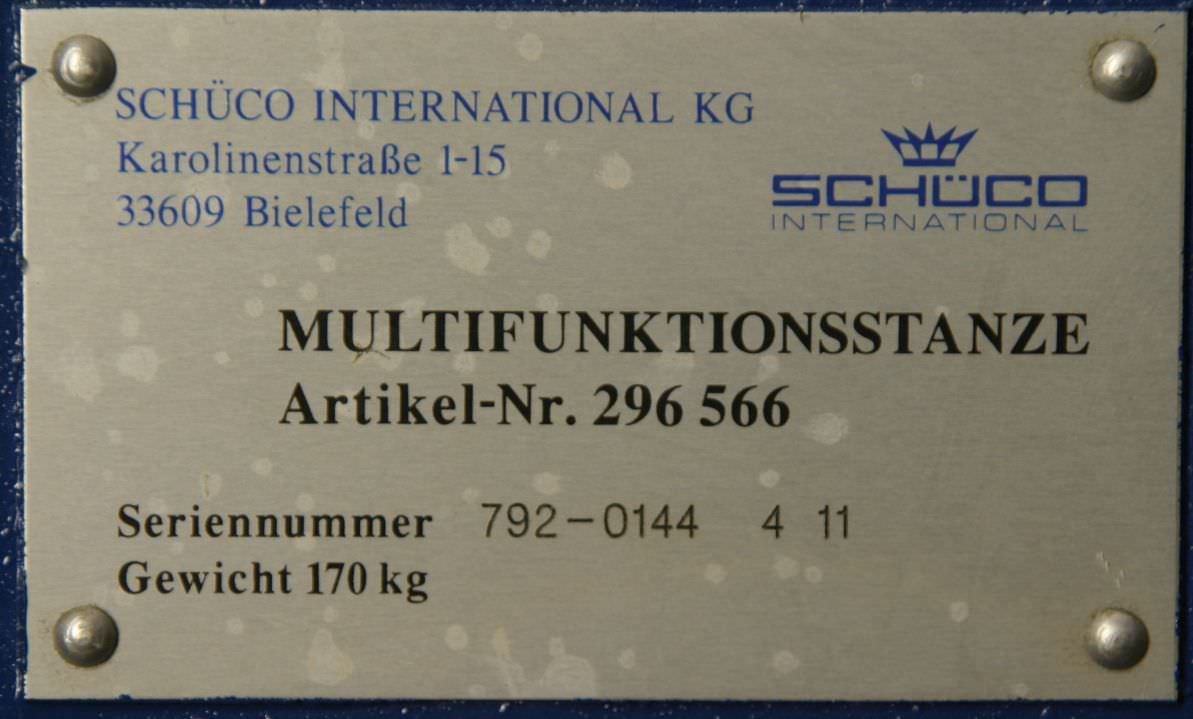 SCHÜCO INTERNATIONAL KG
Karolinenstraße 1-15
33609 Bielefeld
SCHÜCO
INTERNATIONAL
MULTIFUNKTIONSSTANZE
Artikel-Nr. 296 566
Seriennummer 792-0144 4 11
Gewicht 170 kg